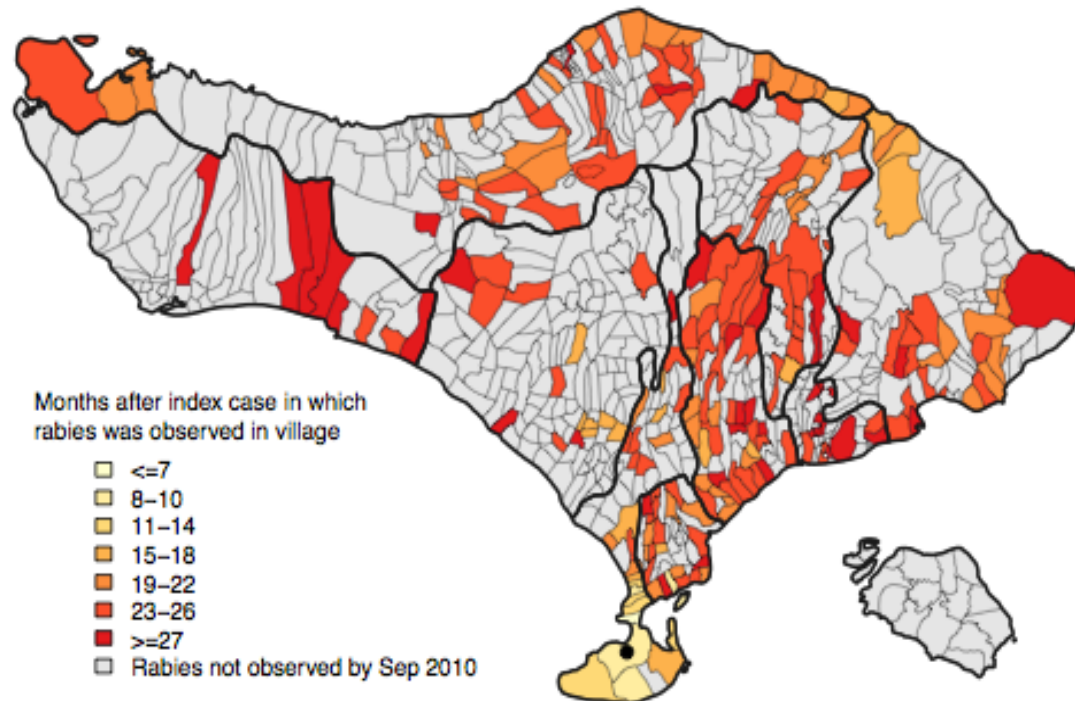 Months after index case in which
rabies was observed in village
<=7
8−10
11−14
15−18
19−22
23−26
>=27
Rabies not observed by Sep 2010